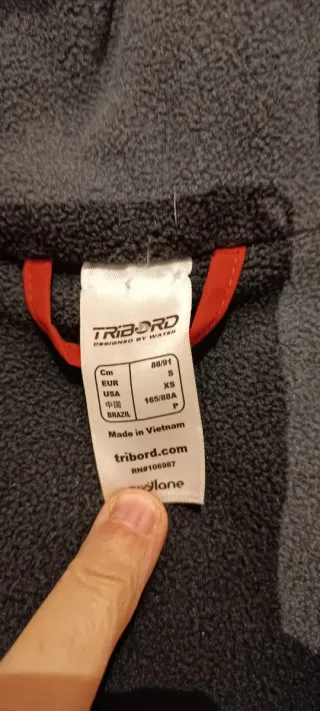 TRIBORD
DESIGNED BY WATER
Cm 88/91
EUR S
USA XS
中国 165/88A
BRAZIL P
Made in Vietnam
tribord.com
RN#106987